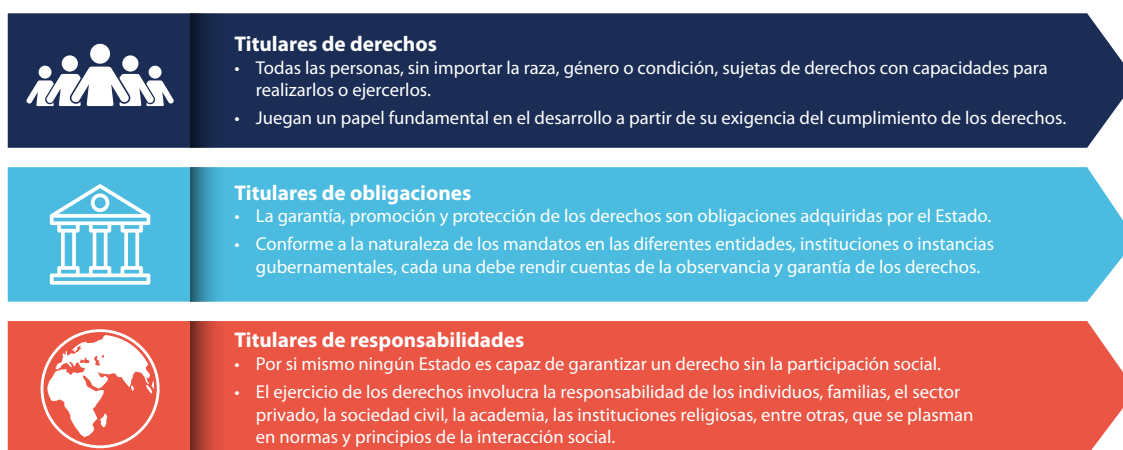 Titulares de derechos
• Todas las personas, sin importar la raza, género o condición, sujetas de derechos con capacidades para
realizarlos o ejercerlos.
• Juegan un papel fundamental en el desarrollo a partir de su exigencia del cumplimiento de los derechos.
Titulares de obligaciones
• La garantía, promoción y protección de los derechos son obligaciones adquiridas por el Estado.
• Conforme a la naturaleza de los mandatos en las diferentes entidades, instituciones o instancias
gubernamentales, cada una debe rendir cuentas de la observancia y garantía de los derechos.
Titulares de responsabilidades
• Por si mismo ningún Estado es capaz de garantizar un derecho sin la participación social.
• El ejercicio de los derechos involucra la responsabilidad de los individuos, familias, el sector
privado, la sociedad civil, la academia, las instituciones religiosas, entre otras, que se plasman
en normas y principios de la interacción social.